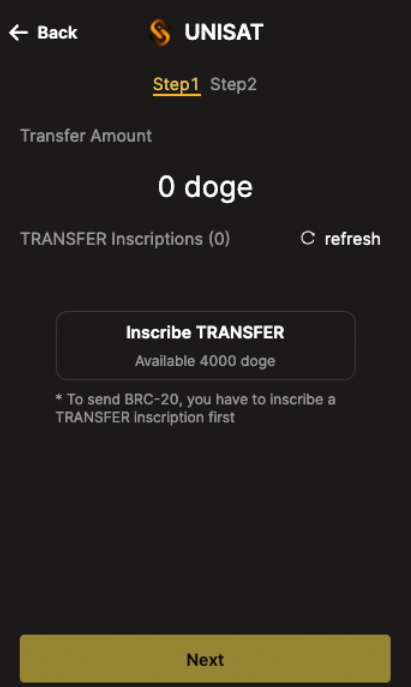 ← Back
UNISAT
Step1 Step2
Transfer Amount
0 doge
TRANSFER Inscriptions (0)
refresh
Inscribe TRANSFER
Available 4000 doge
* To send BRC-20, you have to inscribe a
TRANSFER inscription first
Next